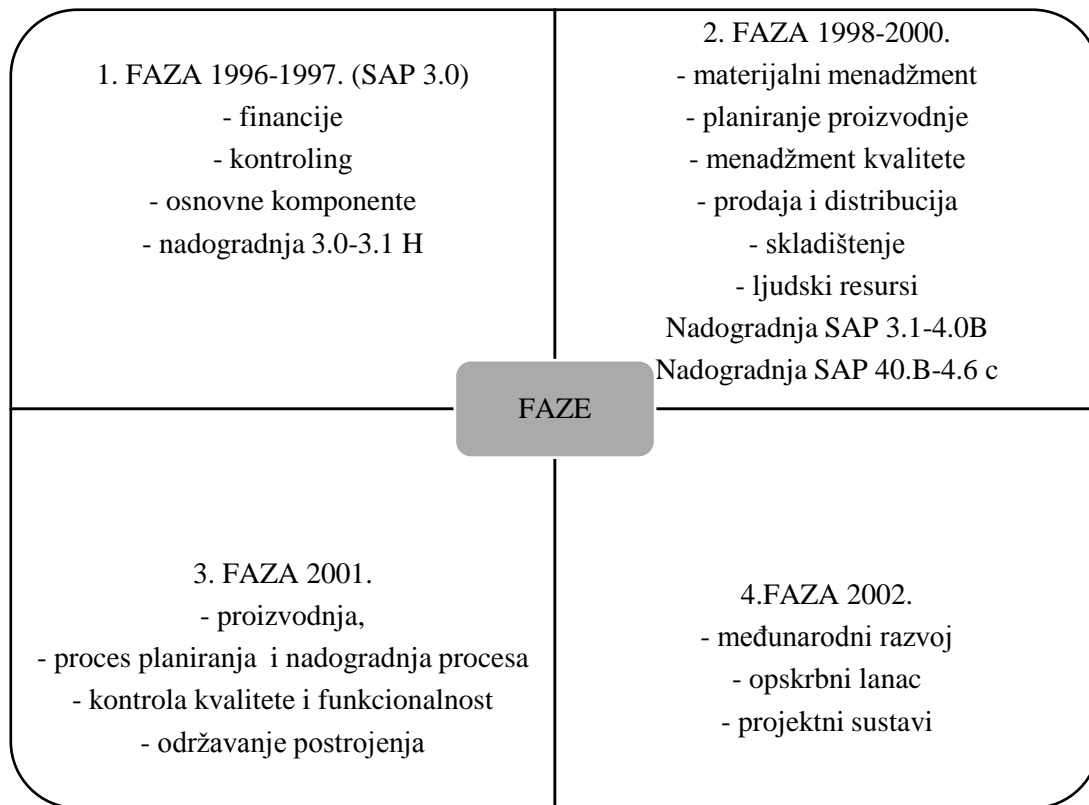 1. FAZA 1996-1997. (SAP 3.0)
- financije
- kontroling
- osnovne komponente
- nadogradnja 3.0-3.1 H
2. FAZA 1998-2000.
- materijalni menadžment
- planiranje proizvodnje
- menadžment kvalitete
- prodaja i distribucija
- skladištenje
- ljudski resursi
Nadogradnja SAP 3.1-4.0B
Nadogradnja SAP 40.B-4.6 c
FAZE
3. FAZA 2001.
- proizvodnja,
- proces planiranja  i nadogradnja procesa
- kontrola kvalitete i funkcionalnost
- održavanje postrojenja
4.FAZA 2002.
- međunarodni razvoj
- opskrbni lanac
- projektni sustavi